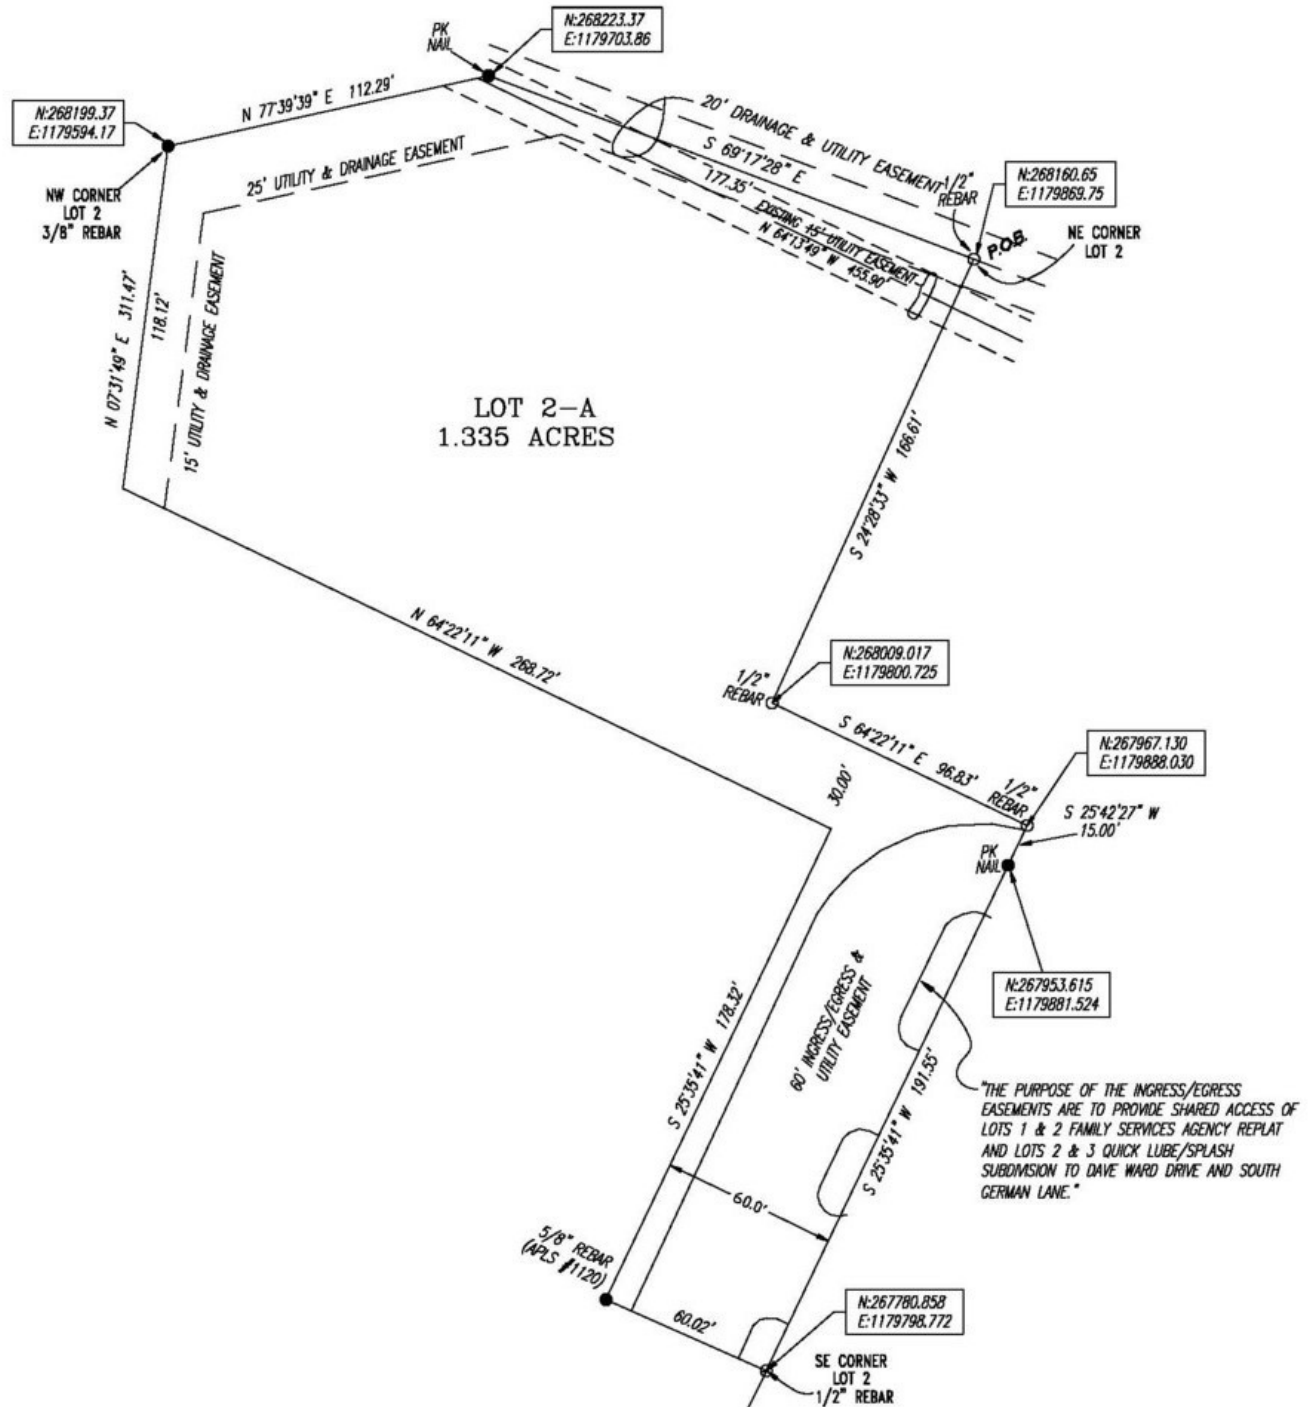 N:268223.37
E:1179703.86
PK
NAIL
N 77°39'39" E 112.29'
N:268199.37
E:1179594.17
NW CORNER
LOT 2
3/8" REBAR
25' UTILITY & DRAINAGE EASEMENT
20' DRAINAGE & UTILITY EASEMENT
S 69°17'28" E
177.35'
EXISTING 15' UTILITY EASEMENT
N 64°13'49" W 455.90'
1/2"
REBAR
N:268160.65
E:1179869.75
P.O.B.
NE CORNER
LOT 2
N 07°31'49" E 311.47'
118.12'
15' UTILITY & DRAINAGE EASEMENT
LOT 2-A
1.335 ACRES
S 24°28'33" W 166.61'
N 64°22'11" W 268.72'
N:268009.017
E:1179800.725
1/2"
REBAR
S 64°22'11" E 96.83'
30.00'
N:267967.130
E:1179888.030
1/2"
REBAR
S 25°42'27" W
15.00'
PK
NAIL
N:267953.615
E:1179881.524
60' INGRESS/EGRESS &
UTILITY EASEMENT
S 25°35'41" W 178.32'
S 25°35'41" W 191.55'
"THE PURPOSE OF THE INGRESS/EGRESS
EASEMENTS ARE TO PROVIDE SHARED ACCESS OF
LOTS 1 & 2 FAMILY SERVICES AGENCY REPLAT
AND LOTS 2 & 3 QUICK LUBE/SPLASH
SUBDIVISION TO DAVE WARD DRIVE AND SOUTH
GERMAN LANE."
60.0'
5/8" REBAR
(APLS #1120)
60.02'
N:267780.858
E:1179798.772
SE CORNER
LOT 2
1/2" REBAR